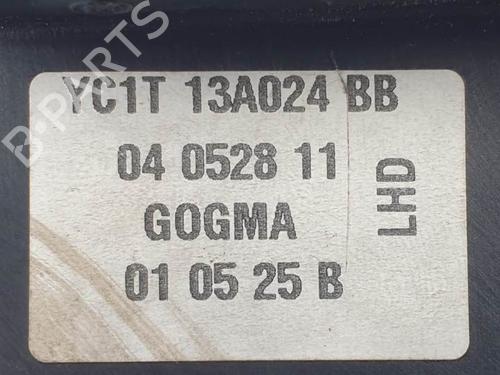 B PARTS
YC1T 13A024 BB
04 0528 11
GOGMA
01 05 25 B
LHD